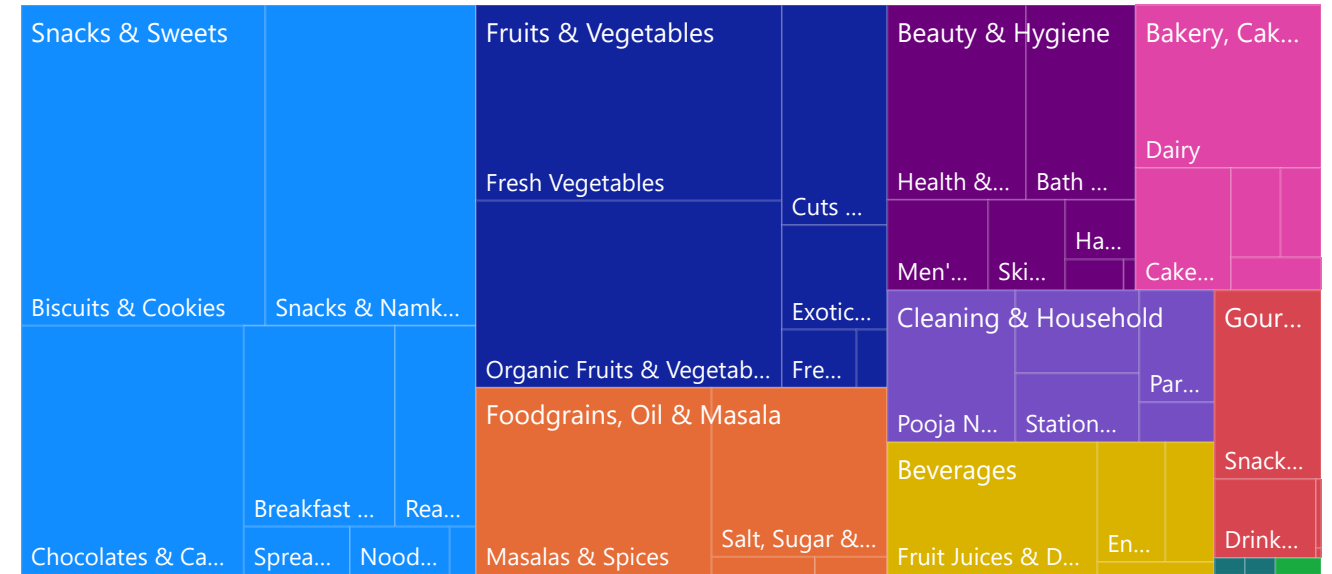 Snacks & Sweets
Biscuits & Cookies
Snacks & Namk...
Chocolates & Ca...
Breakfast ...
Rea...
Sprea...
Nood...
Fruits & Vegetables
Fresh Vegetables
Cuts ...
Organic Fruits & Vegetab...
Exotic...
Fre...
Foodgrains, Oil & Masala
Masalas & Spices
Salt, Sugar &...
Beauty & Hygiene
Health &...
Bath ...
Men'...
Ski...
Ha...
Bakery, Cak...
Dairy
Cake...
Cleaning & Household
Pooja N...
Station...
Par...
Gour...
Snack...
Drink...
Beverages
Fruit Juices & D...
En...